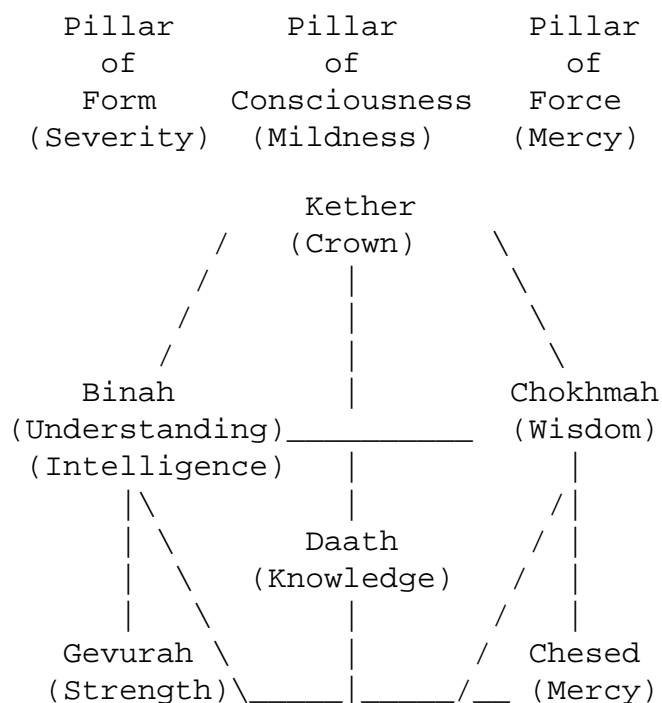 Pillar Pillar Pillar
of of of
Form Consciousness Force
(Severity) (Mildness) (Mercy)
Kether
(Crown)
Binah Chokhmah
(Understanding) (Wisdom)
(Intelligence)
Daath
(Knowledge)
Gevurah Chesed
(Strength) (Mercy)